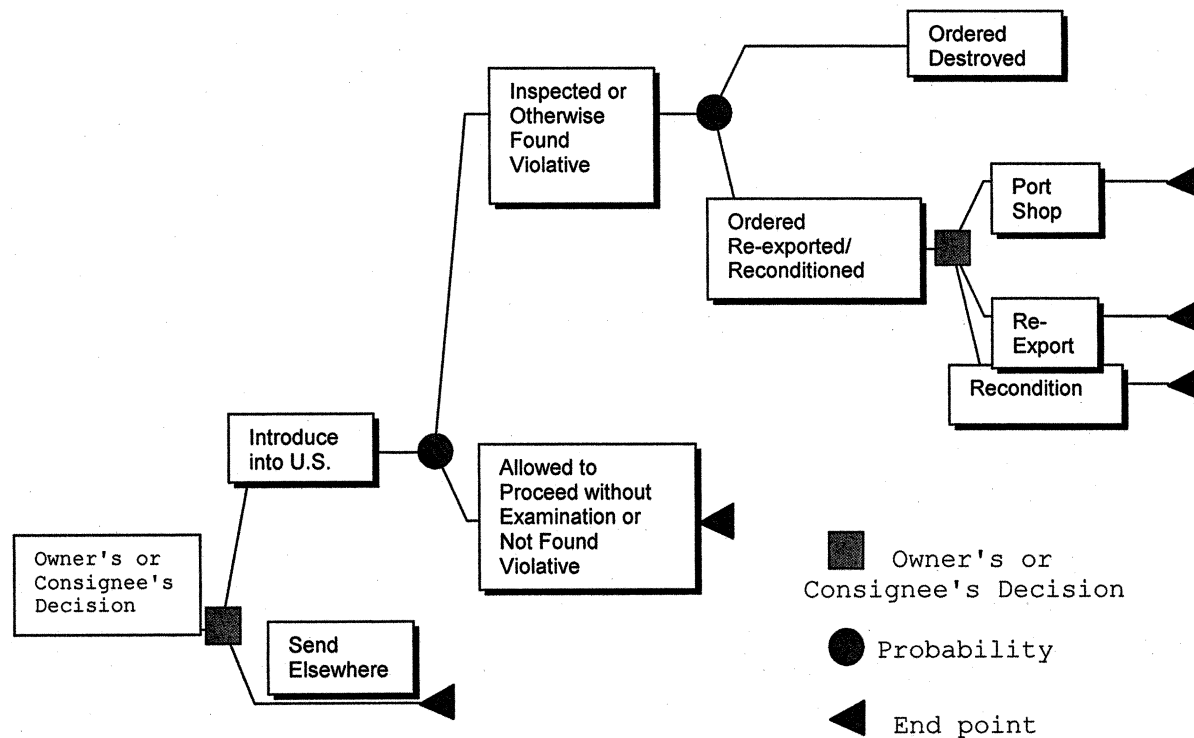 Ordered
Destroved
Inspected or
Otherwise
Found
Violative
Port
Shop
Ordered
Re-exported/
Reconditioned
Re-
Export
Recondition
Introduce
into U.S.
Allowed to
Proceed without
Examination or
Not Found
Violative
Owner's or
Consignee's
Decision
Send
Elsewhere
Owner's or
Consignee's Decision
Probability
End point